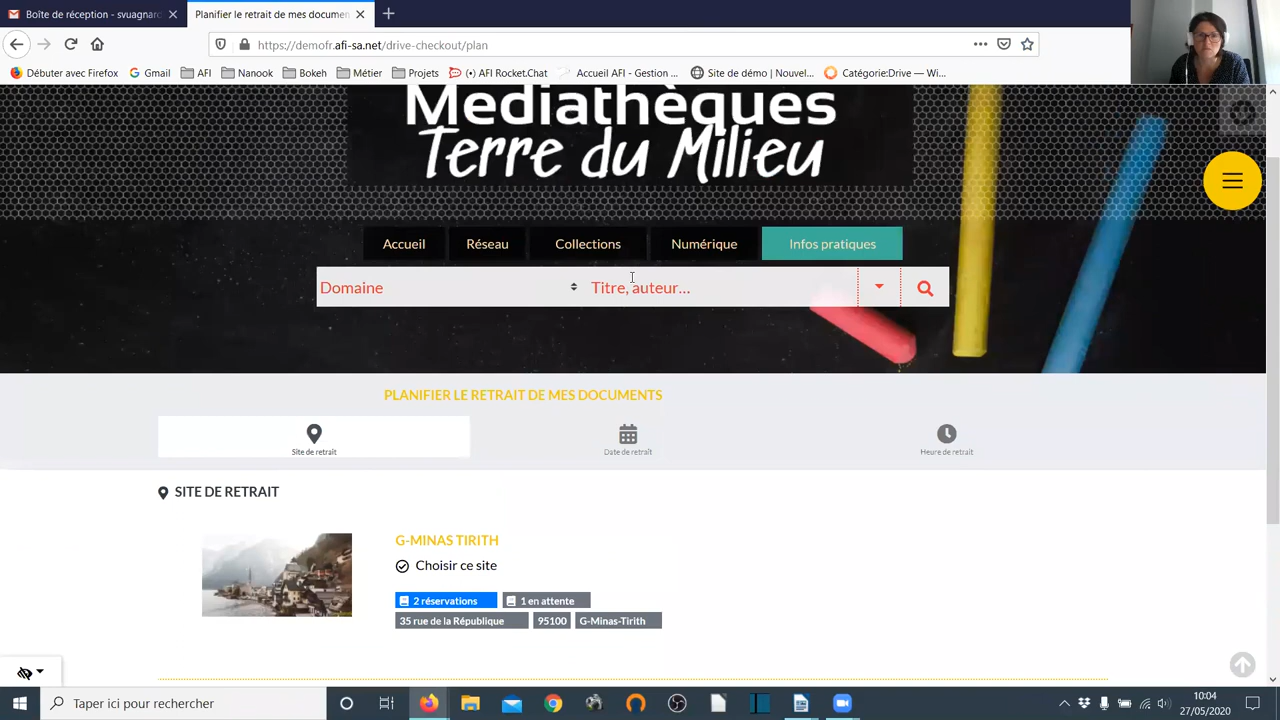 Boîte de réception - svuagnar
Planifier le retrait de mes documen
https://demofr.afi-sa.net/drive-checkout/plan
Débuter avec Firefox
Gmail
AFI
Nanook
Bokeh
Métier
Projets
( ) AFI Rocket.Chat
Accueil AFI - Gestion ...
Site de démo | Nouvel...
Catégorie:Drive — Wi...
Mediathèques
Terre du Milieu
Accueil
Réseau
Collections
Numérique
Infos pratiques
Domaine
Titre, auteur...
PLANIFIER LE RETRAIT DE MES DOCUMENTS
Site de retrait
Date de retrait
Heure de retrait
SITE DE RETRAIT
G-MINAS TIRITH
Choisir ce site
2 réservations
1 en attente
35 rue de la République
95100
G-Minas-Tirith
Taper ici pour rechercher
10:04
27/05/2020